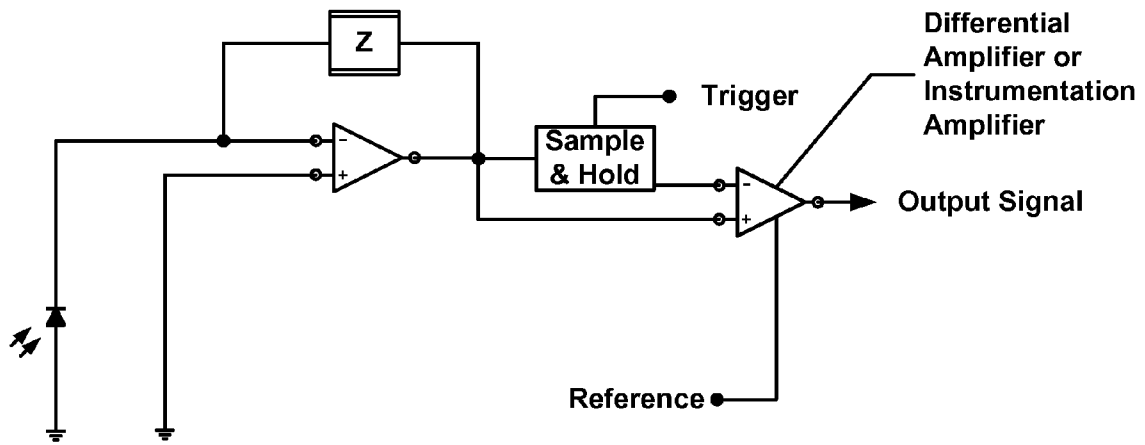 Z
Differential
Amplifier or
Instrumentation
Amplifier
Trigger
Sample
& Hold
-
+
-
+
Output Signal
Reference